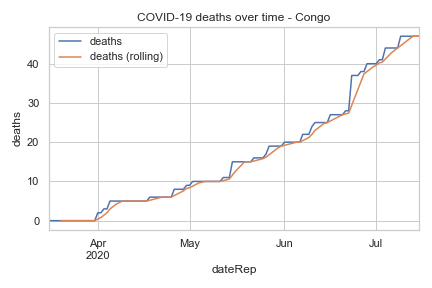 COVID-19 deaths over time - Congo
deaths
deaths (rolling)
deaths
40
30
20
10
0
Apr
2020
May
Jun
Jul
dateRep